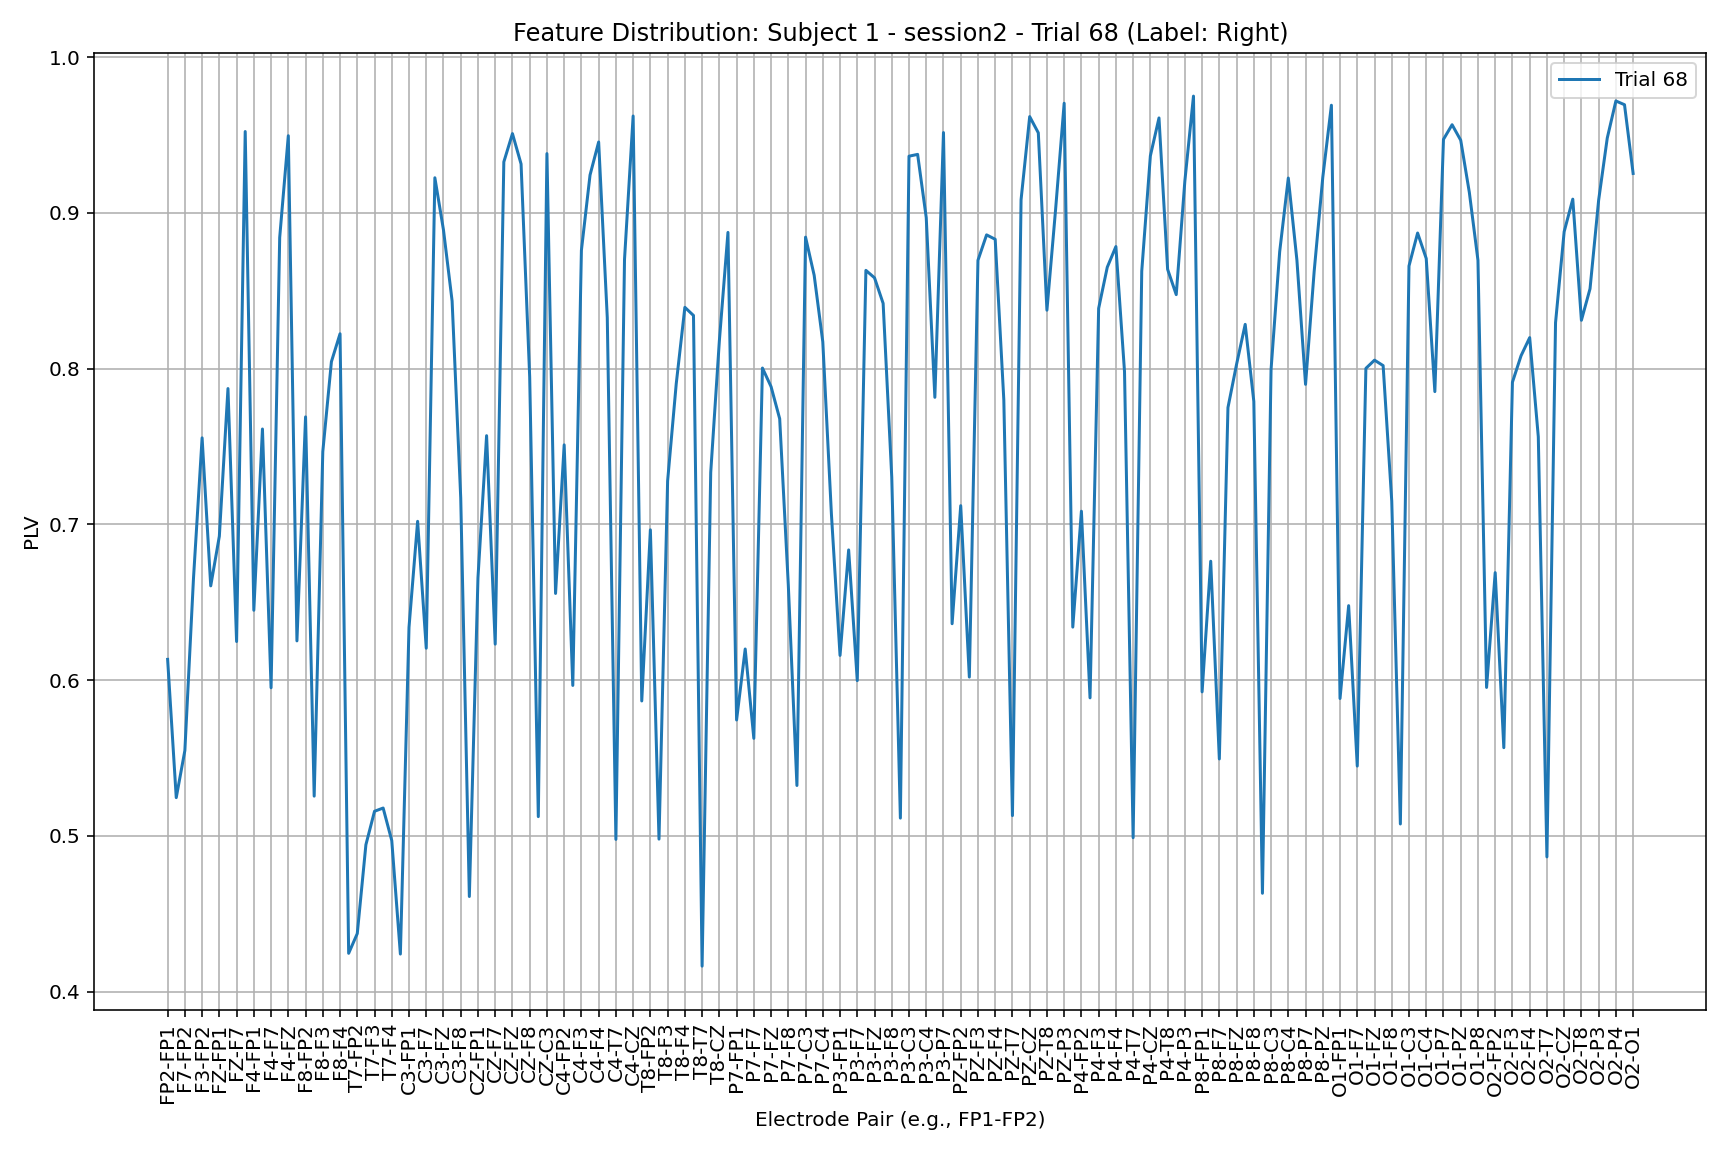 Feature Distribution: Subject 1 - session2 - Trial 68 (Label: Right)
Trial 68
PLV
1.0
0.9
0.8
0.7
0.6
0.5
0.4
FP2-FP1
F7-FP2
F3-FP2
FZ-FP1
FZ-F7
F4-FP1
F4-F7
F4-FZ
F8-FP2
F8-F3
F8-F4
T7-FP2
T7-F3
T7-F4
C3-FP1
C3-F7
C3-FZ
C3-F8
CZ-FP1
CZ-F7
CZ-FZ
CZ-F8
CZ-C3
C4-FP2
C4-F3
C4-F4
C4-T7
C4-CZ
T8-FP2
T8-F3
T8-F4
T8-T7
T8-CZ
P7-FP1
P7-F7
P7-FZ
P7-F8
P7-C3
P7-C4
P3-FP1
P3-F7
P3-FZ
P3-F8
P3-C3
P3-C4
P3-P7
PZ-FP2
PZ-F3
PZ-F4
PZ-T7
PZ-CZ
PZ-T8
PZ-P3
P4-FP2
P4-F3
P4-F4
P4-T7
P4-CZ
P4-T8
P4-P3
P8-FP1
P8-F7
P8-FZ
P8-F8
P8-C3
P8-C4
P8-P7
P8-PZ
O1-FP1
O1-F7
O1-FZ
O1-F8
O1-C3
O1-C4
O1-P7
O1-PZ
O1-P8
O2-FP2
O2-F3
O2-F4
O2-T7
O2-CZ
O2-T8
O2-P3
O2-P4
O2-O1
Electrode Pair (e.g., FP1-FP2)